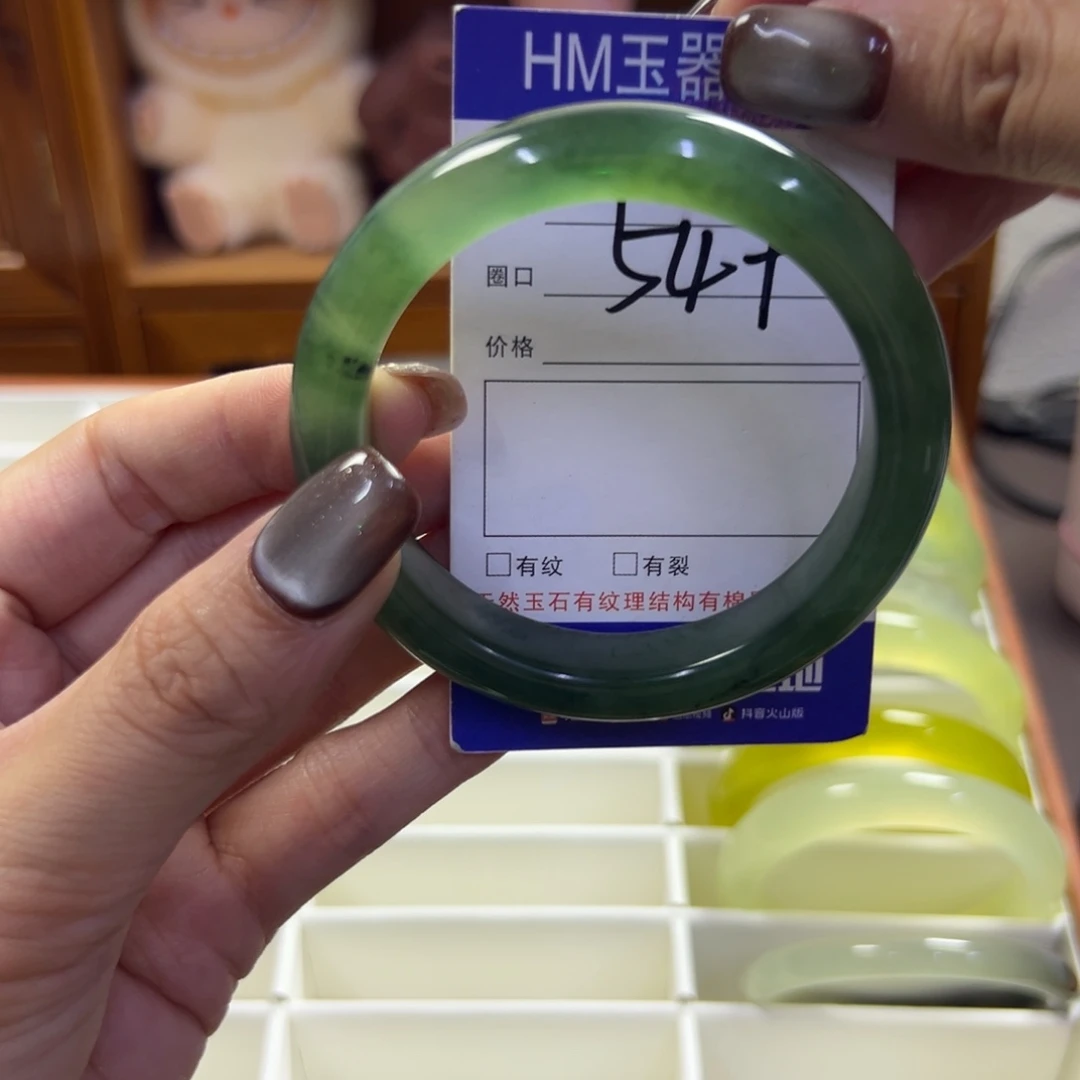 HM玉器
圈口 54+
价格
□有纹 □有裂
然玉石有纹理结构有棉
抖音火山版